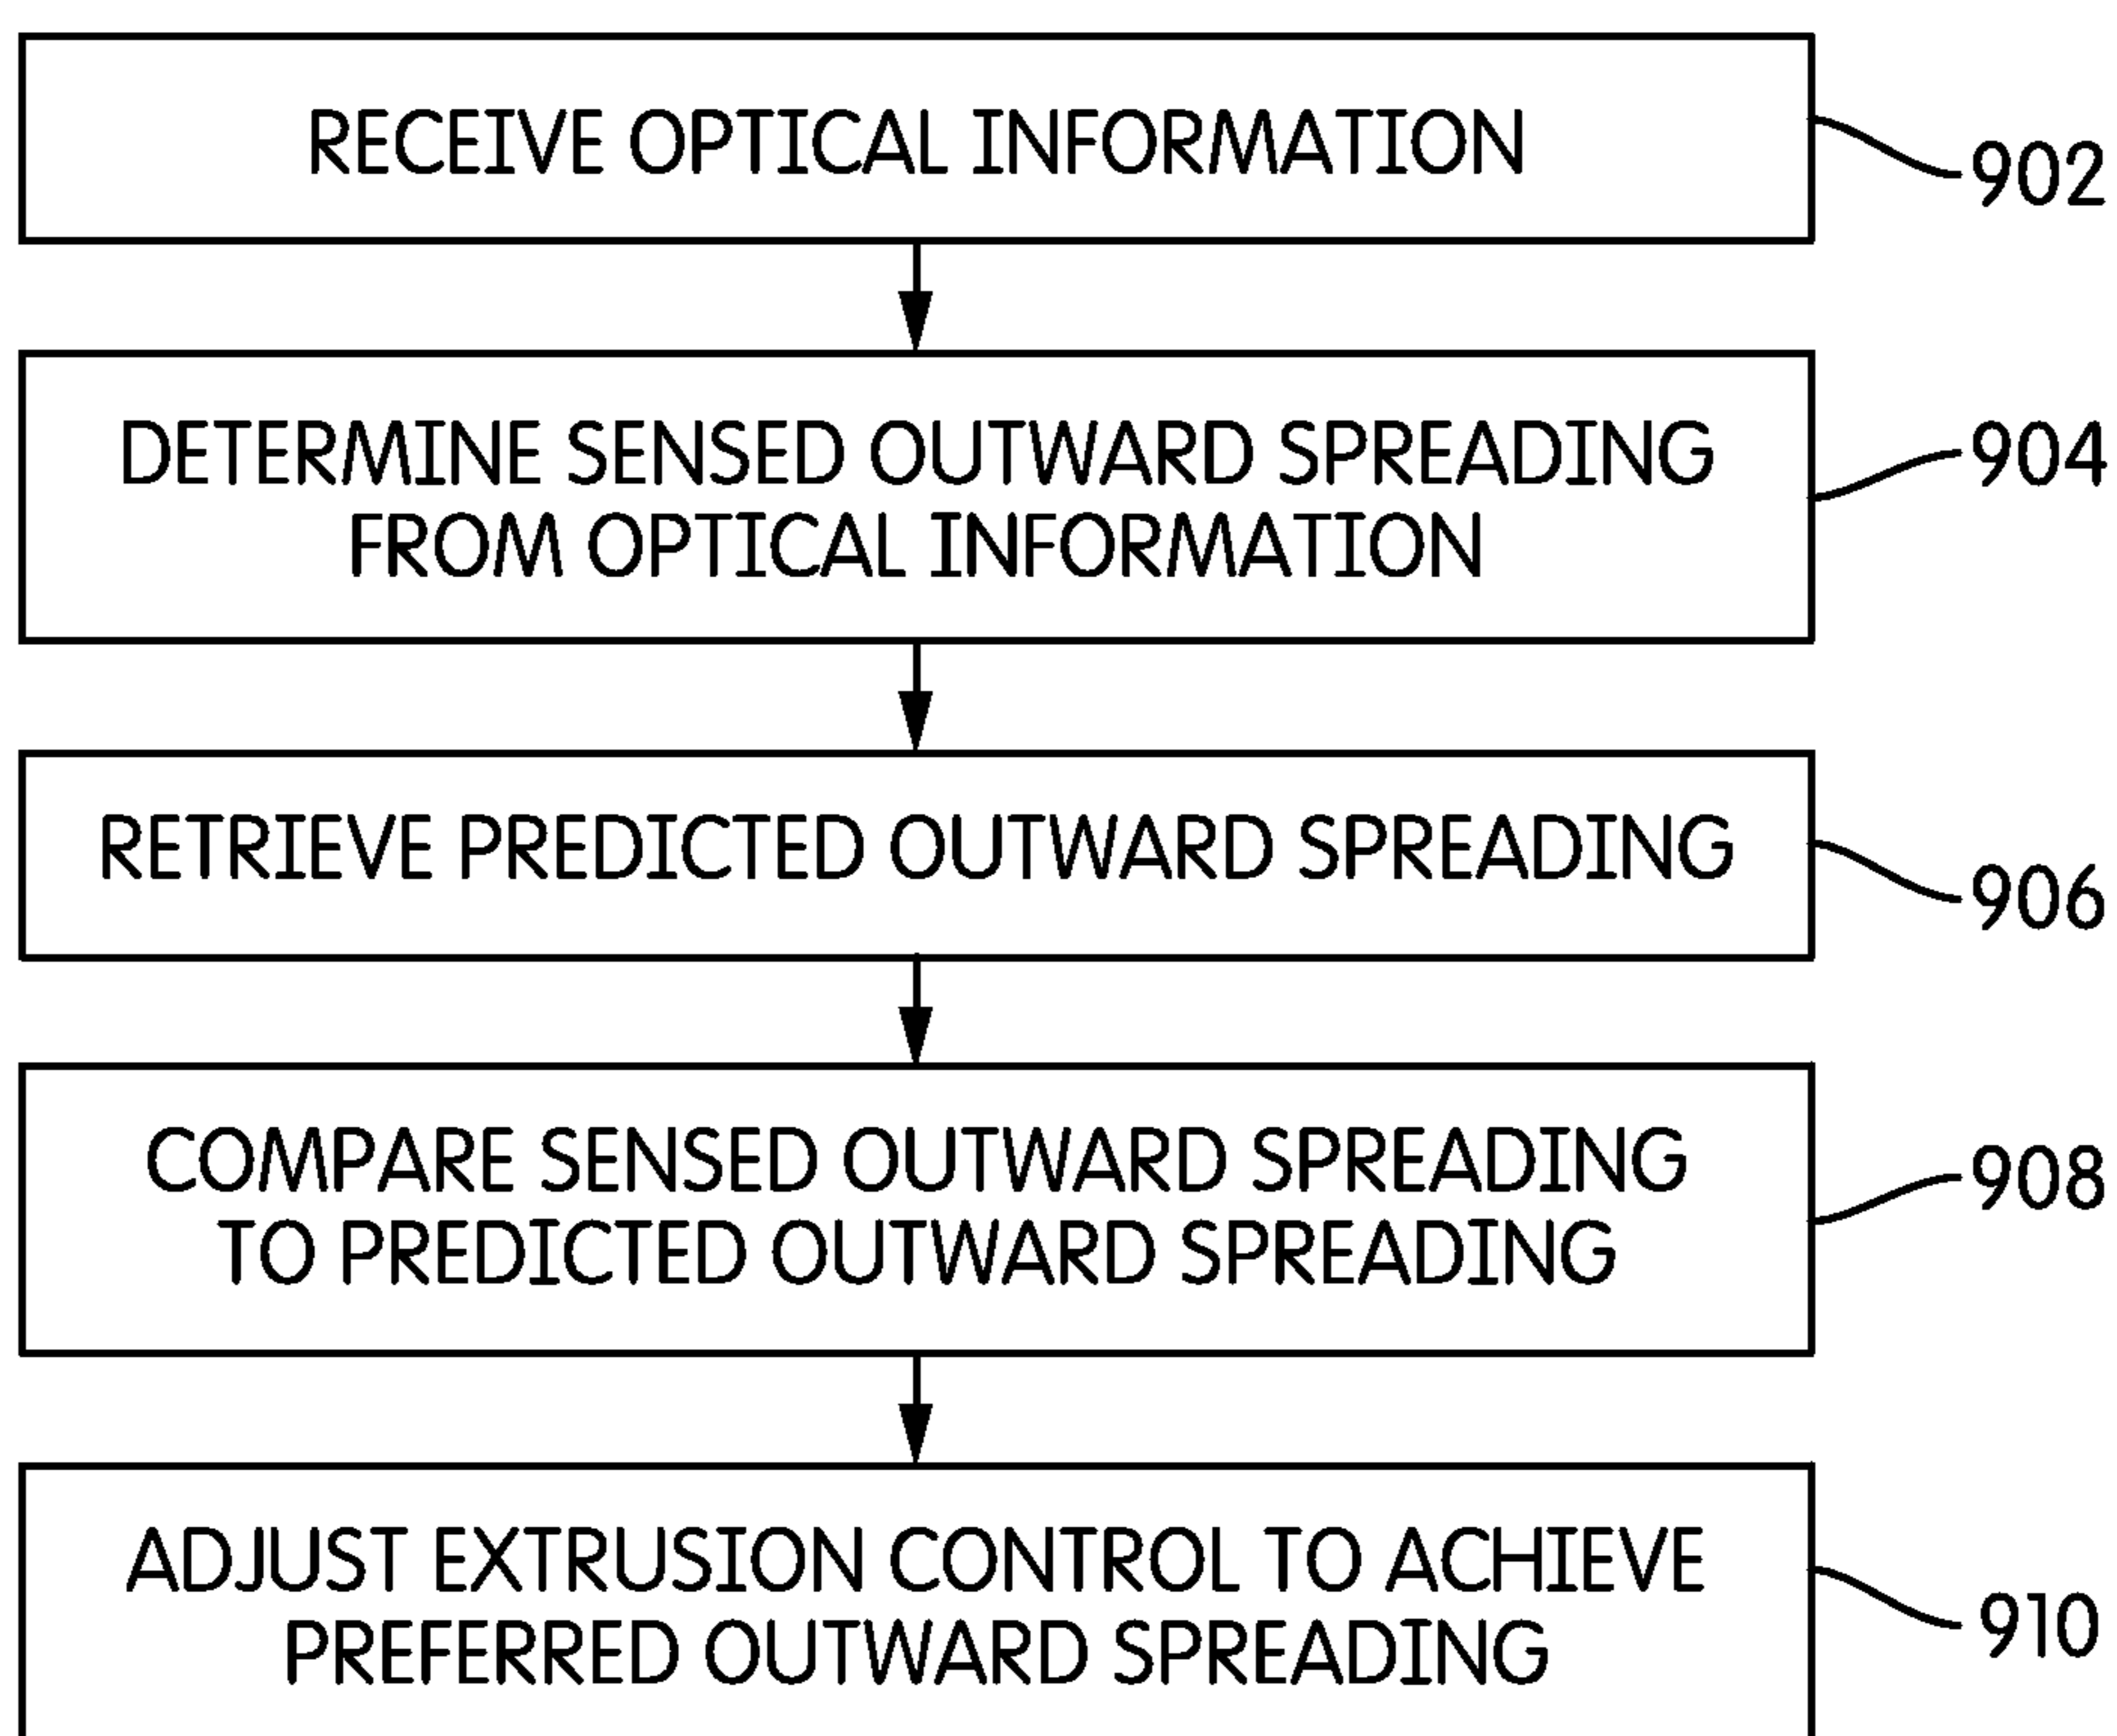 RECEIVE OPTICAL INFORMATION
902
DETERMINE SENSED OUTWARD SPREADING
FROM OPTICAL INFORMATION
904
RETRIEVE PREDICTED OUTWARD SPREADING
906
COMPARE SENSED OUTWARD SPREADING
TO PREDICTED OUTWARD SPREADING
908
ADJUST EXTRUSION CONTROL TO ACHIEVE
PREFERRED OUTWARD SPREADING
910